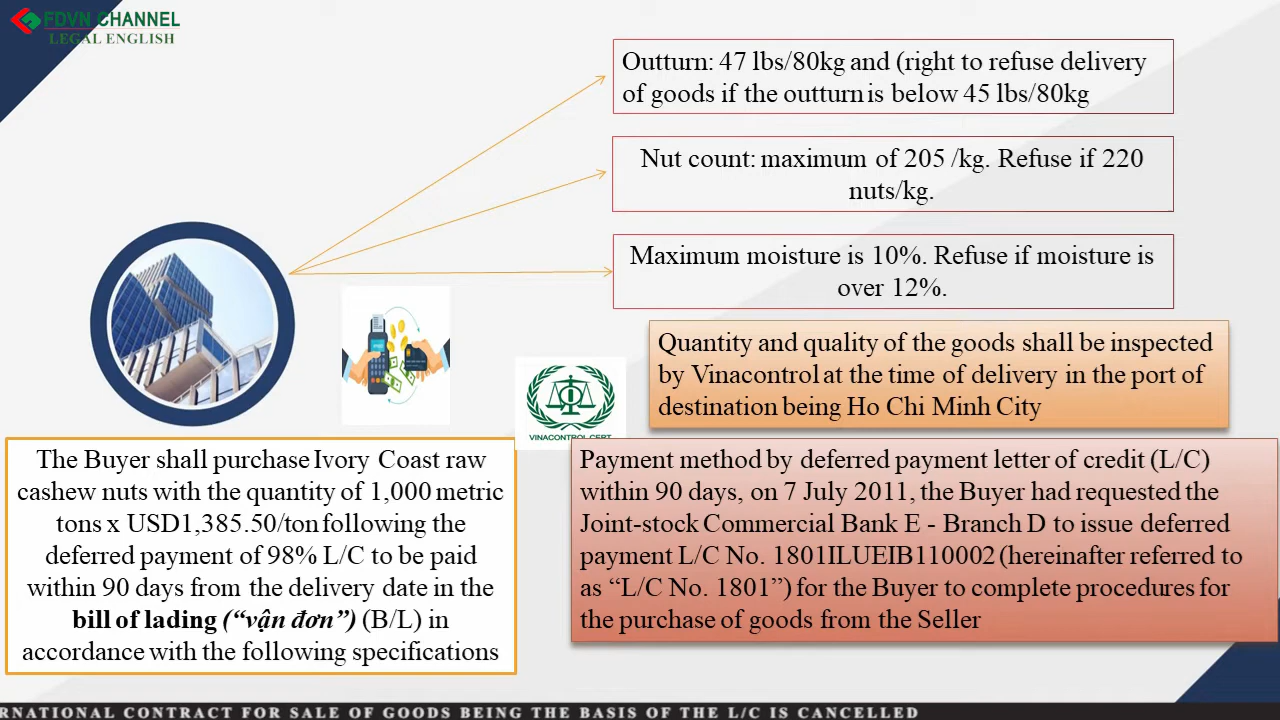 FDVN CHANNEL
LEGAL ENGLISH
Outturn: 47 lbs/80kg and (right to refuse delivery
of goods if the outturn is below 45 lbs/80kg
Nut count: maximum of 205 /kg. Refuse if 220
nuts/kg.
Maximum moisture is 10%. Refuse if moisture is
over 12%.
Quantity and quality of the goods shall be inspected
by Vinacontrol at the time of delivery in the port of
destination being Ho Chi Minh City
VINACONTROL CERT
The Buyer shall purchase Ivory Coast raw
cashew nuts with the quantity of 1,000 metric
tons x USD1,385.50/ton following the
deferred payment of 98% L/C to be paid
within 90 days from the delivery date in the
bill of lading (“vận đơn”) (B/L) in
accordance with the following specifications
Payment method by deferred payment letter of credit (L/C)
within 90 days, on 7 July 2011, the Buyer had requested the
Joint-stock Commercial Bank E - Branch D to issue deferred
payment L/C No. 1801ILUEIB110002 (hereinafter referred to
as “L/C No. 1801”) for the Buyer to complete procedures for
the purchase of goods from the Seller
RNATIONAL CONTRACT FOR SALE OF GOODS BEING THE BASIS OF THE L/C IS CANCELLED